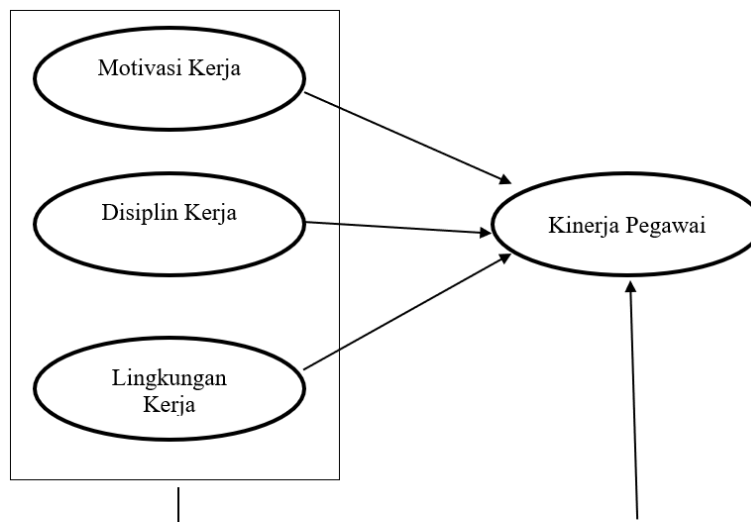 Motivasi Kerja
Disiplin Kerja
Kinerja Pegawai
Lingkungan
Kerja